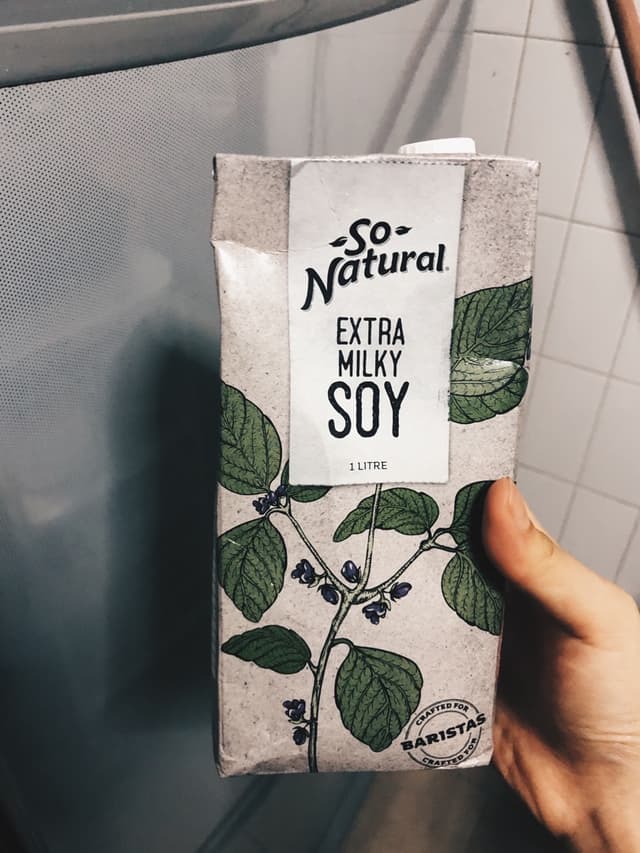 So
Natural
EXTRA
MILKY
SOY
1 LITRE
CRAFTED FOR
BARISTAS
CRAFTED FOR